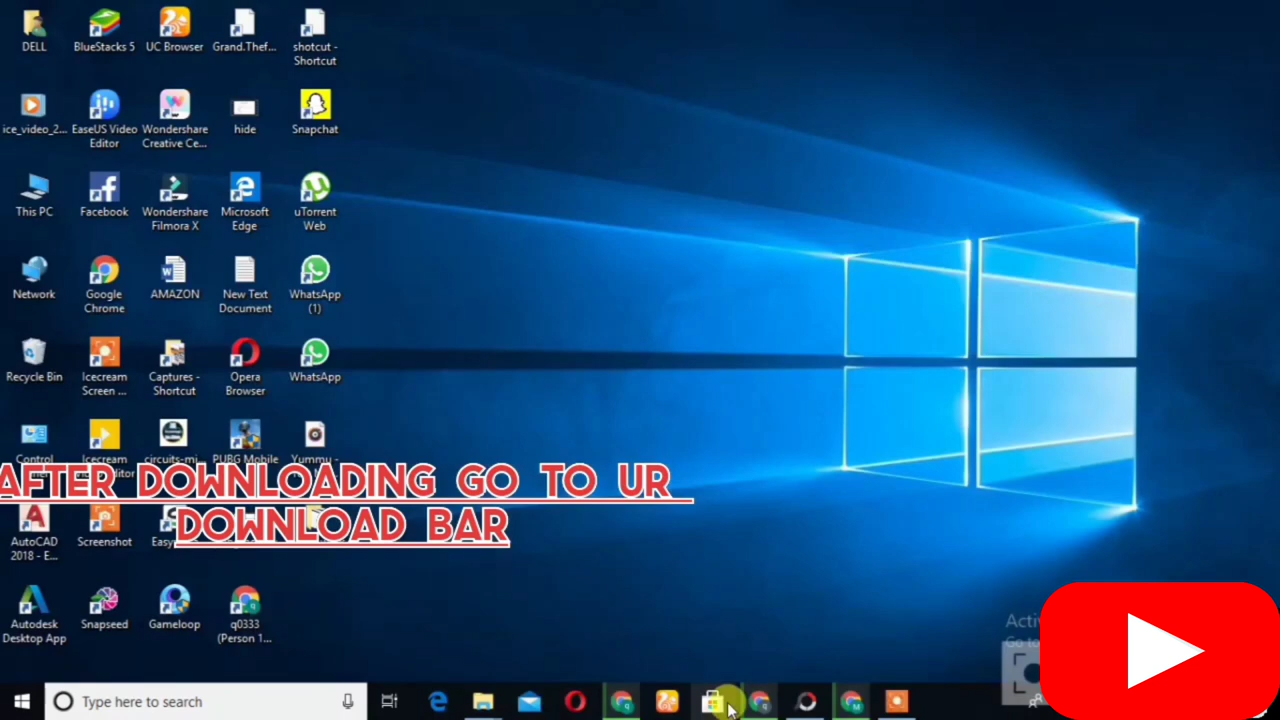 DELL
BlueStacks 5
UC Browser
Grand.Thef...
shotcut -
Shortcut
ice_video_2...
EaseUS Video
Editor
Wondershare
Creative Ce...
hide
Snapchat
This PC
Facebook
Wondershare
Filmora X
Microsoft
Edge
uTorrent
Web
Network
Google
Chrome
AMAZON
New Text
Document
WhatsApp
(1)
Recycle Bin
Icecream
Screen ...
Captures -
Shortcut
Opera
Browser
WhatsApp
Control
Icecream
circuits-mi...
PUBG Mobile
Yummu -
AFTER DOWNLOADING GO TO UR
DOWNLOAD BAR
AutoCAD
2018 - E...
Screenshot
Autodesk
Desktop App
Snapseed
Gameloop
q0333
(Person 1...
Type here to search